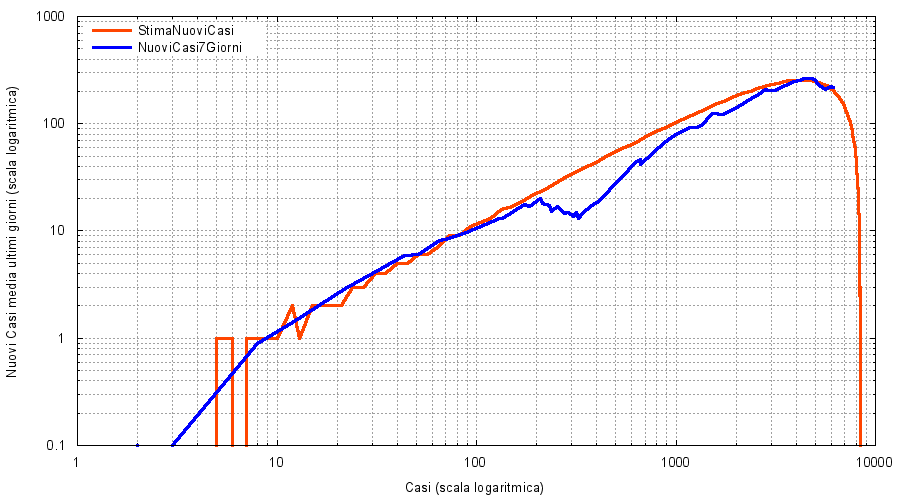 1000
StimaNuoviCasi
NuoviCasi7Giorni
100
10
1
0.1
Nuovi Casi media ultimi giorni (scala logaritmica)
1 10 100 1000 10000
Casi (scala logaritmica)